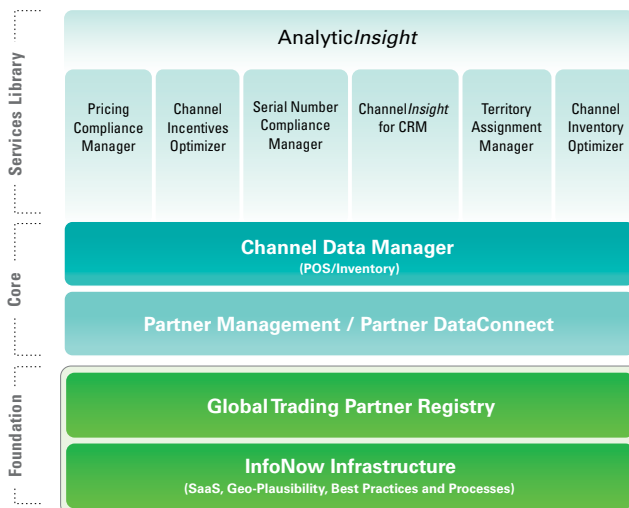 Services Library
AnalyticInsight
Pricing
Compliance
Manager
Channel
Incentives
Optimizer
Serial Number
Compliance
Manager
ChannelInsight
for CRM
Territory
Assignment
Manager
Channel
Inventory
Optimizer
Core
Channel Data Manager
(POS/Inventory)
Partner Management / Partner DataConnect
Foundation
Global Trading Partner Registry
InfoNow Infrastructure
(SaaS, Geo-Plausibility, Best Practices and Processes)